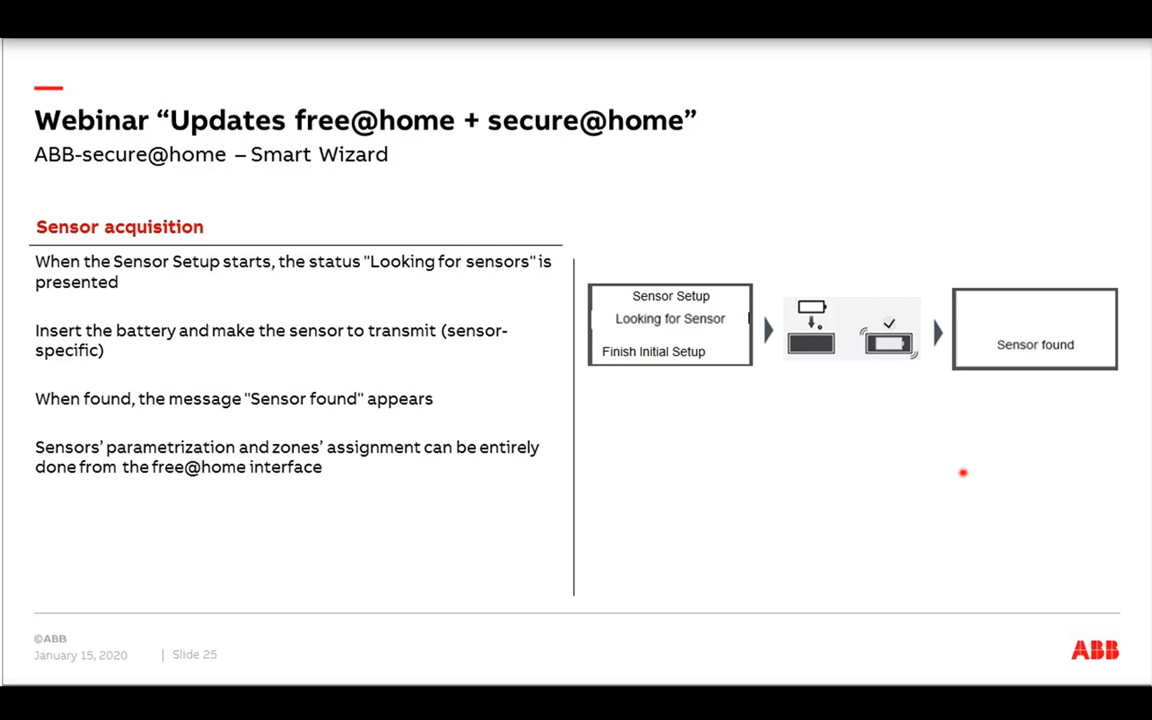 Webinar “Updates free@home + secure@home”
ABB-secure@home – Smart Wizard
Sensor acquisition
When the Sensor Setup starts, the status "Looking for sensors" is
presented
Insert the battery and make the sensor to transmit (sensor-
specific)
When found, the message "Sensor found" appears
Sensors’ parametrization and zones’ assignment can be entirely
done from the free@home interface
Sensor Setup
Looking for Sensor
Finish Initial Setup
Sensor found
©ABB
January 15, 2020 | Slide 25
ABB